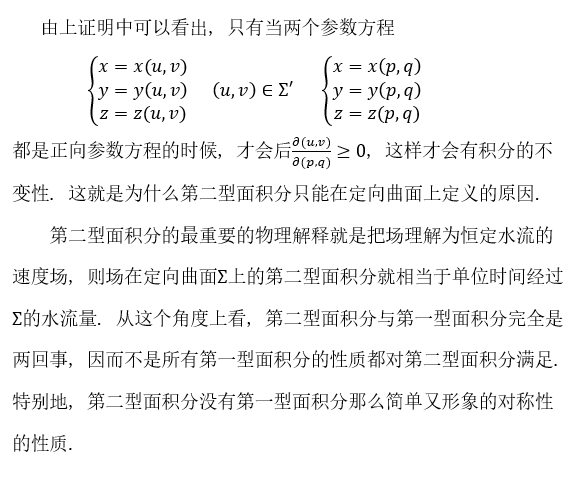 由上证明中可以看出, 只有当两个参数方程
{x = x(u, v) {x = x(p, q)
{y = y(u, v) (u, v) ∈ Σ′ {y = y(p, q)
{z = z(u, v) {z = z(p, q)
都是正向参数方程的时候, 才会后∂(u,v)/∂(p,q) ≥ 0, 这样才会有积分的不
变性. 这就是为什么第二型面积分只能在定向曲面上定义的原因.
第二型面积分的最重要的物理解释就是把场理解为恒定水流的
速度场, 则场在定向曲面Σ上的第二型面积分就相当于单位时间经过
Σ的水流量. 从这个角度上看, 第二型面积分与第一型面积分完全是
两回事, 因而不是所有第一型面积分的性质都对第二型面积分满足.
特别地, 第二型面积分没有第一型面积分那么简单又形象的对称性
的性质.